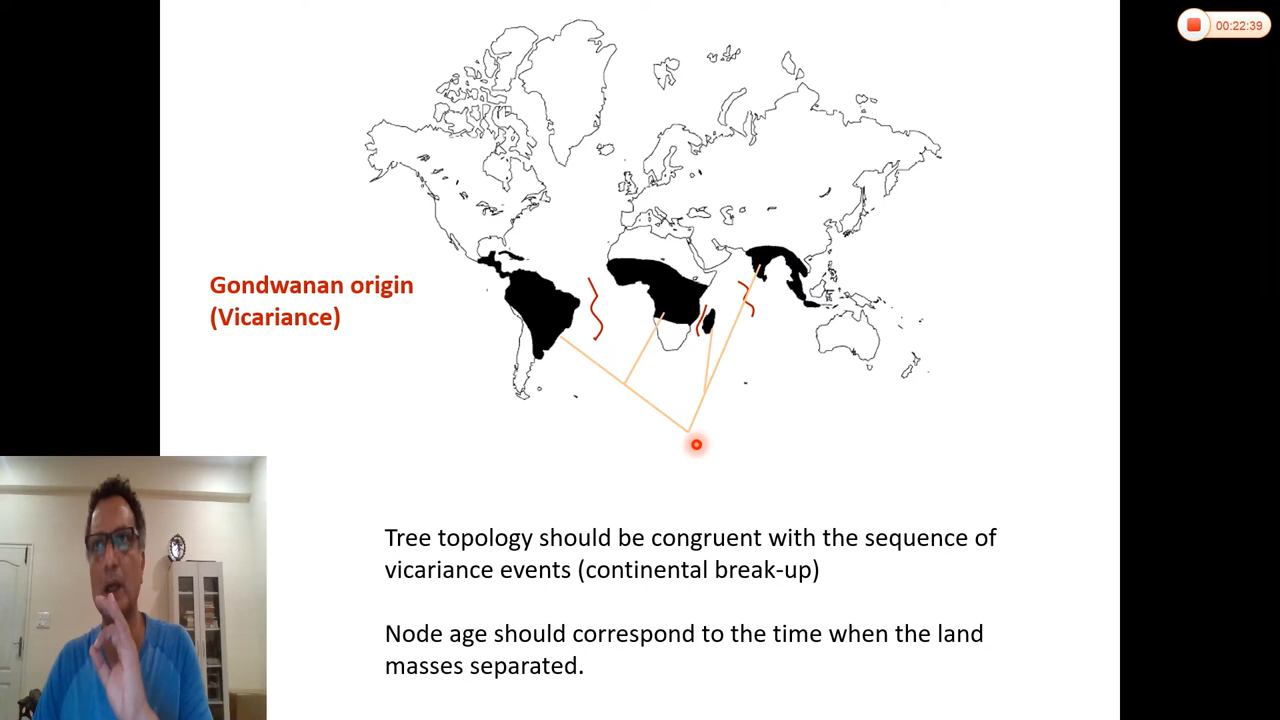 00:22:39
Gondwanan origin
(Vicariance)
Tree topology should be congruent with the sequence of
vicariance events (continental break-up)
Node age should correspond to the time when the land
masses separated.